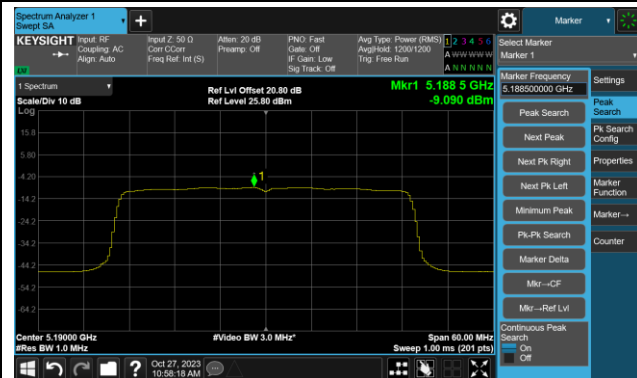 Spectrum Analyzer 1
Swept SA
Marker
KEYSIGHT
Input: RF
Coupling: AC
Align: Auto
Input Z: 50 Ω
Corr CCorr
Freq Ref: Int (S)
Atten: 20 dB
Preamp: Off
PNO: Fast
Gate: Off
IF Gain: Low
Sig Track: Off
Avg Type: Power (RMS)
Avg|Hold: 1200/1200
Trig: Free Run
1 2 3 4 5 6
A W W W W W
A N N N N N
LXI
Select Marker
Marker 1
1 Spectrum
Scale/Div 10 dB
Ref Lvl Offset 20.80 dB
Ref Level 25.80 dBm
Mkr1 5.188 5 GHz
-9.090 dBm
Log
15.8
5.80
-4.20
-14.2
-24.2
-34.2
-44.2
-54.2
-64.2
1
Center 5.19000 GHz
#Res BW 1.0 MHz
#Video BW 3.0 MHz*
Span 60.00 MHz
Sweep 1.00 ms (201 pts)
Marker Frequency
5.188500000 GHz
Peak Search
Next Peak
Next Pk Right
Next Pk Left
Minimum Peak
Pk-Pk Search
Marker Delta
Mkr→CF
Mkr→Ref Lvl
Continuous Peak
Search
On
Off
Settings
Peak
Search
Pk Search
Config
Properties
Marker
Function
Marker→
Counter
Oct 27, 2023
10:58:18 AM